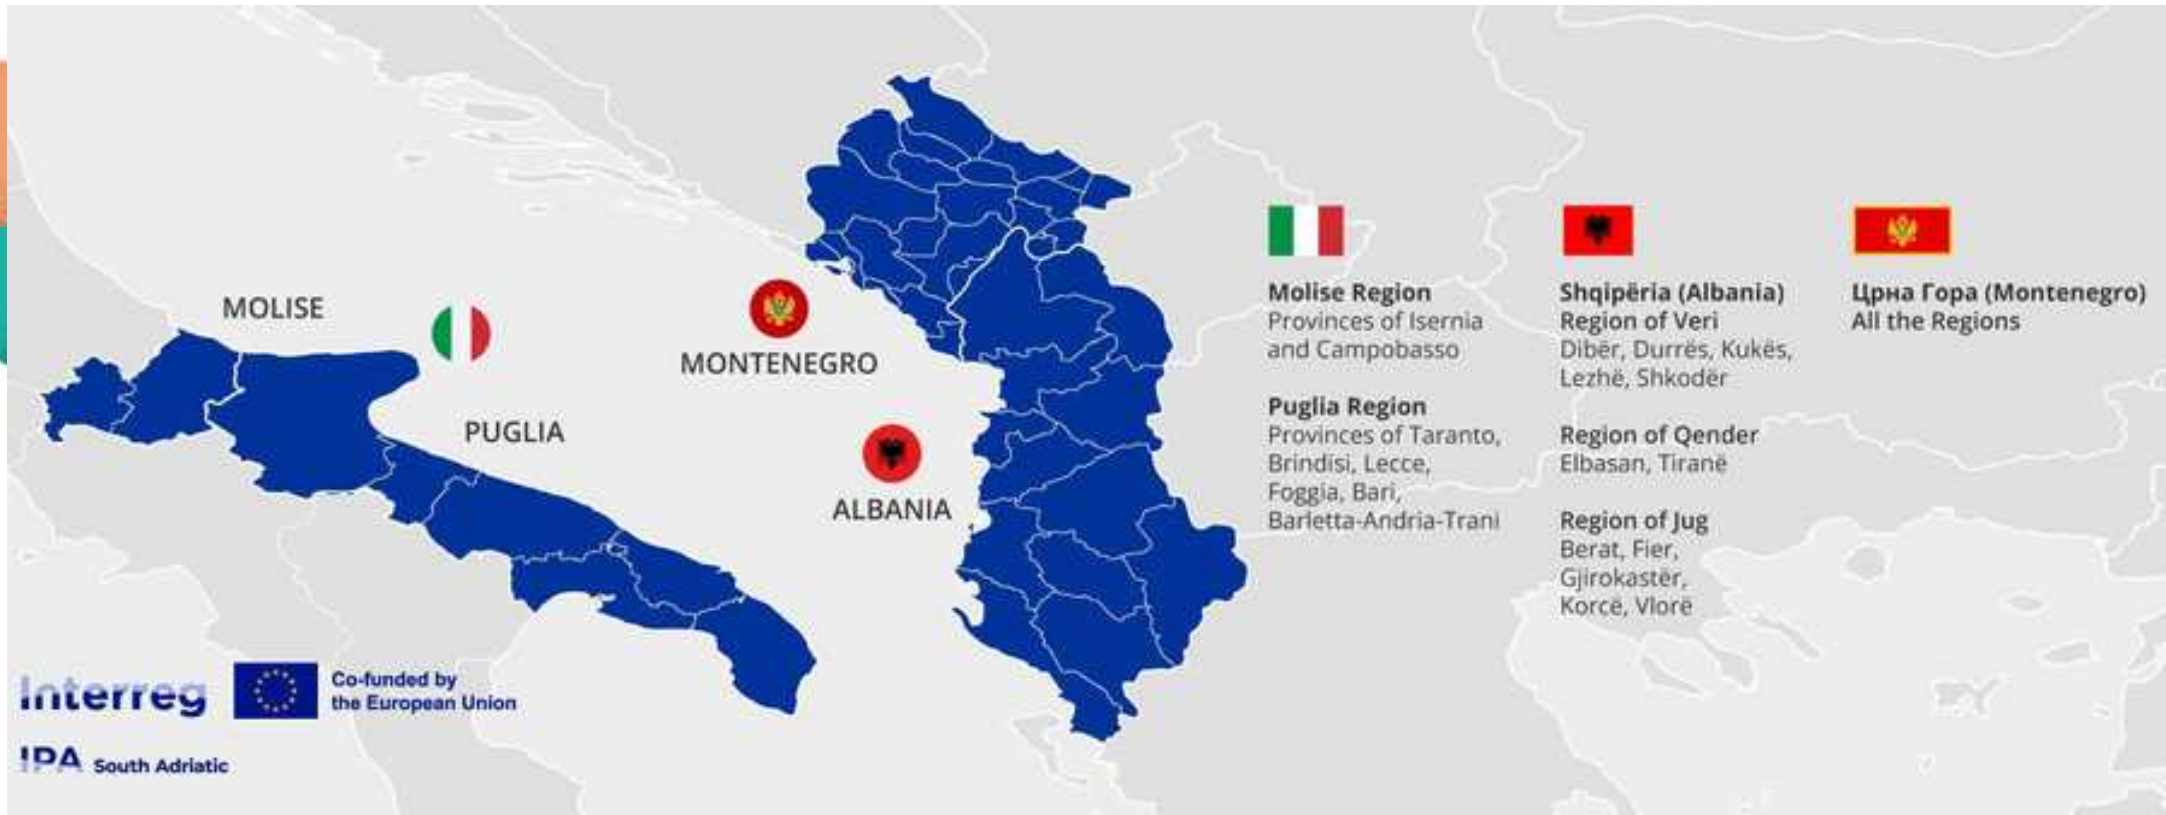 MOLISE
PUGLIA
MONTENEGRO
ALBANIA
Molise Region
Provinces of Isernia
and Campobasso
Puglia Region
Provinces of Taranto,
Brindisi, Lecce,
Foggia, Bari,
Barletta-Andria-Trani
Shqipëria (Albania)
Region of Veri
Dibër, Durrës, Kukës,
Lezhë, Shkodër
Region of Qender
Elbasan, Tiranë
Region of Jug
Berat, Fier,
Gjirokastër,
Korcë, Vlorë
Црна Гора (Montenegro)
All the Regions
Interreg
Co-funded by
the European Union
IPA South Adriatic